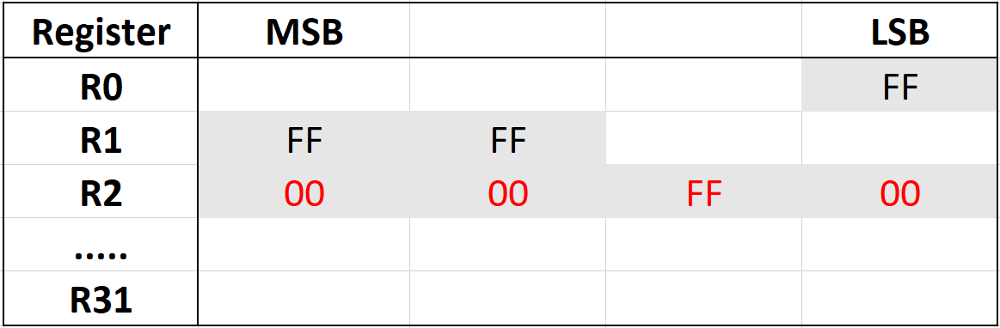 Register MSB LSB
R0 FF
R1 FF FF
R2 00 00 FF 00
.....
R31